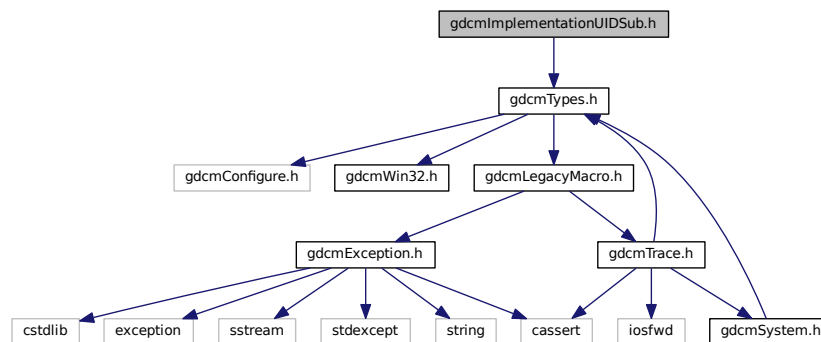 gdcmImplementationUIDSub.h
gdcmTypes.h
gdcmConfigure.h
gdcmWin32.h
gdcmLegacyMacro.h
gdcmException.h
gdcmTrace.h
cstdlib
exception
sstream
stdexcept
string
cassert
iosfwd
gdcmSystem.h